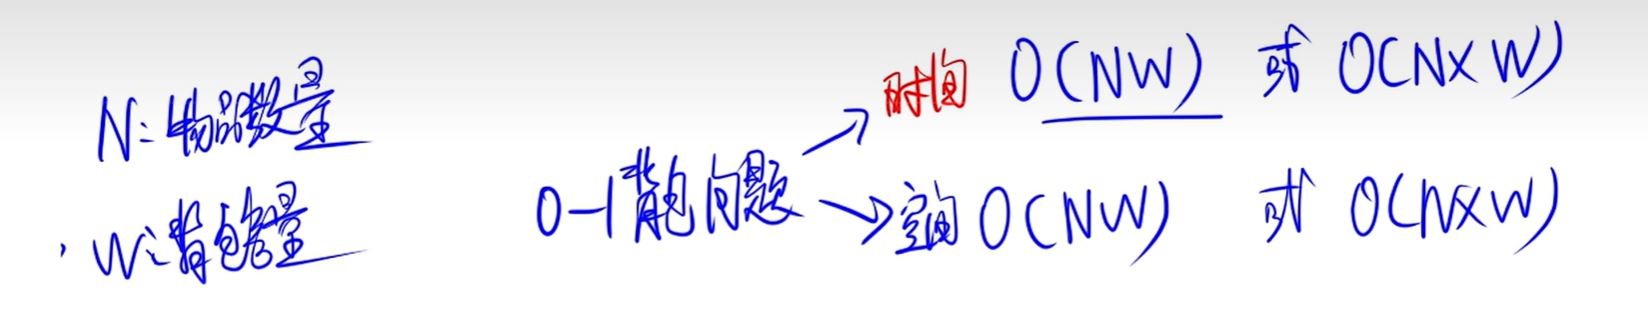 N:物品数量
W:背包容量
0-1背包问题
时间 O(NW) 或 O(N×W)
空间 O(NW) 或 O(N×W)